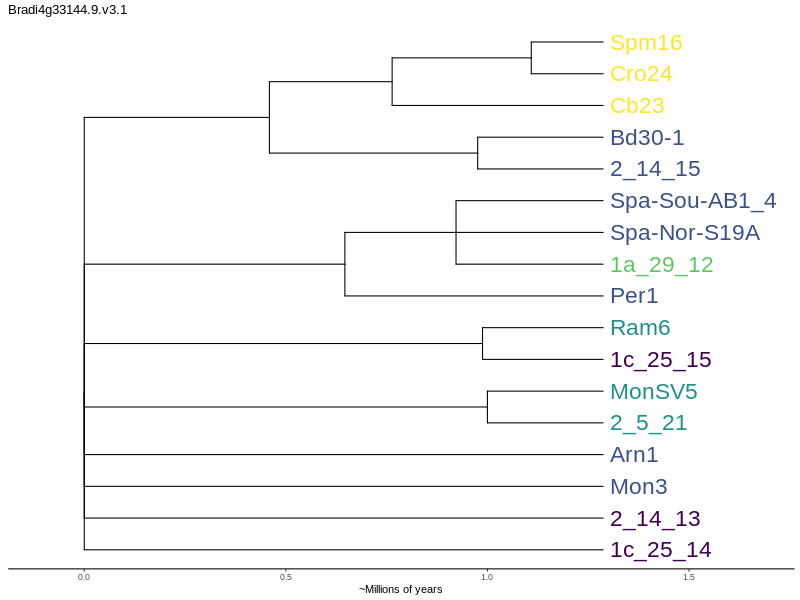 Bradi4g33144.9.v3.1
Spm16
Cro24
Cb23
Bd30-1
2_14_15
Spa-Sou-AB1_4
Spa-Nor-S19A
1a_29_12
Per1
Ram6
1c_25_15
MonSV5
2_5_21
Arn1
Mon3
2_14_13
1c_25_14
0.0 0.5 1.0 1.5
~Millions of years